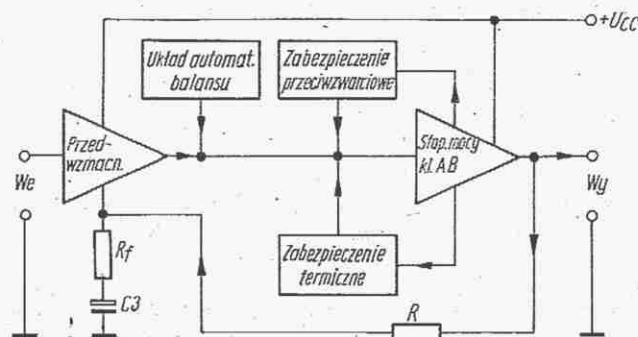 +UCC
Układ automat.
balansu
Zabezpieczenie
przeciwzwarciowe
Przed-
wzmacn.
Stop.mocy
kl.AB
We
Wy
Rf
Zabezpieczenie
termiczne
C3
R